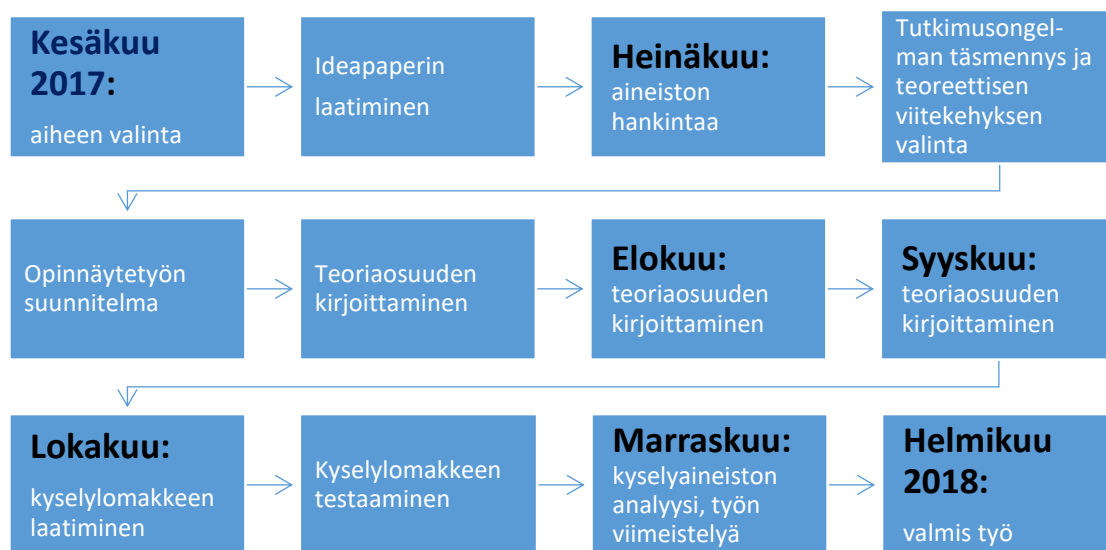 Kesäkuu
2017:
aiheen valinta
Ideapaperin
laatiminen
Heinäkuu:
aineiston
hankintaa
Tutkimusongel-
man täsmennys ja
teoreettisen
viitekehyksen
valinta
Opinnäytetyön
suunnitelma
Teoriaosuuden
kirjoittaminen
Elokuu:
teoriaosuuden
kirjoittaminen
Syyskuu:
teoriaosuuden
kirjoittaminen
Lokakuu:
kyselylomakkeen
laatiminen
Kyselylomakkeen
testaaminen
Marraskuu:
kyselyaineiston
analyysi, työn
viimeistelyä
Helmikuu
2018:
valmis työ